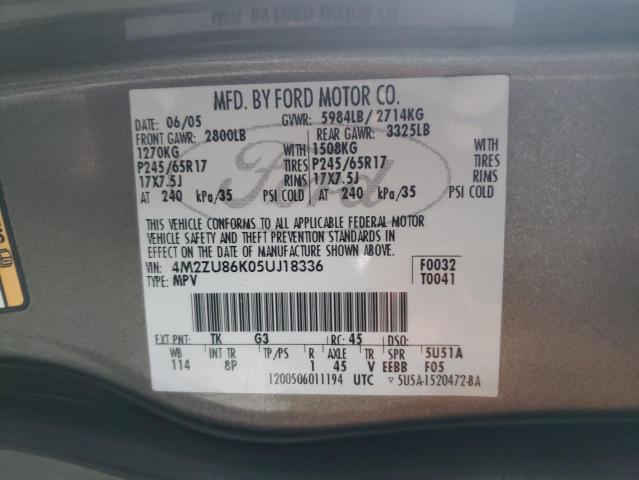 MFD. BY FORD MOTOR CO.
DATE: 06/05 GVWR: 5984LB/ 2714KG
FRONT GAWR: 2800LB REAR GAWR: 3325LB
1270KG WITH 1508KG WITH
P245/65R17 TIRES P245/65R17 TIRES
17X7.5J RIMS 17X7.5J RIMS
AT 240 kPa/35 PSI COLD AT 240 kPa/35 PSI COLD
Ford
THIS VEHICLE CONFORMS TO ALL APPLICABLE FEDERAL MOTOR
VEHICLE SAFETY AND THEFT PREVENTION STANDARDS IN
EFFECT ON THE DATE OF MANUFACTURE SHOWN ABOVE.
VIN: 4M2ZU86K05UJ18336 F0032
TYPE: MPV T0041
EXT PNT: TK G3 RC: 45 DSO:
WB INT TR TP/PS R AXLE TR SPR 5U51A
114 8P 1 45 V EEBB F05
1200506011194 UTC ▽ 5U5A-1520472-BA